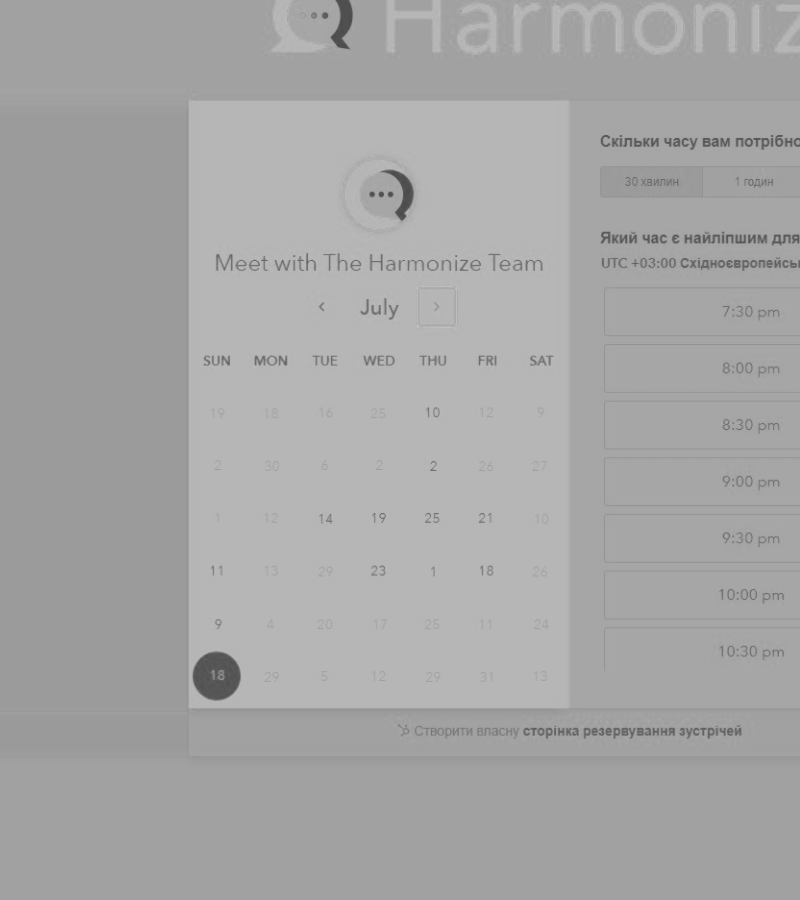 Harmoniz
Meet with The Harmonize Team
July
SUN MON TUE WED THU FRI SAT
19 18 16 25 10 12 9
2 30 6 2 2 26 27
1 12 14 19 25 21 10
11 13 29 23 1 18 26
9 4 20 17 25 11 24
18 29 5 12 29 31 13
Скільки часу вам потрібно
30 хвилин 1 годин
Який час є найліпшим для
UTC +03:00 Східноєвропейсь
7:30 pm
8:00 pm
8:30 pm
9:00 pm
9:30 pm
10:00 pm
10:30 pm
Створити власну сторінка резервування зустрічей